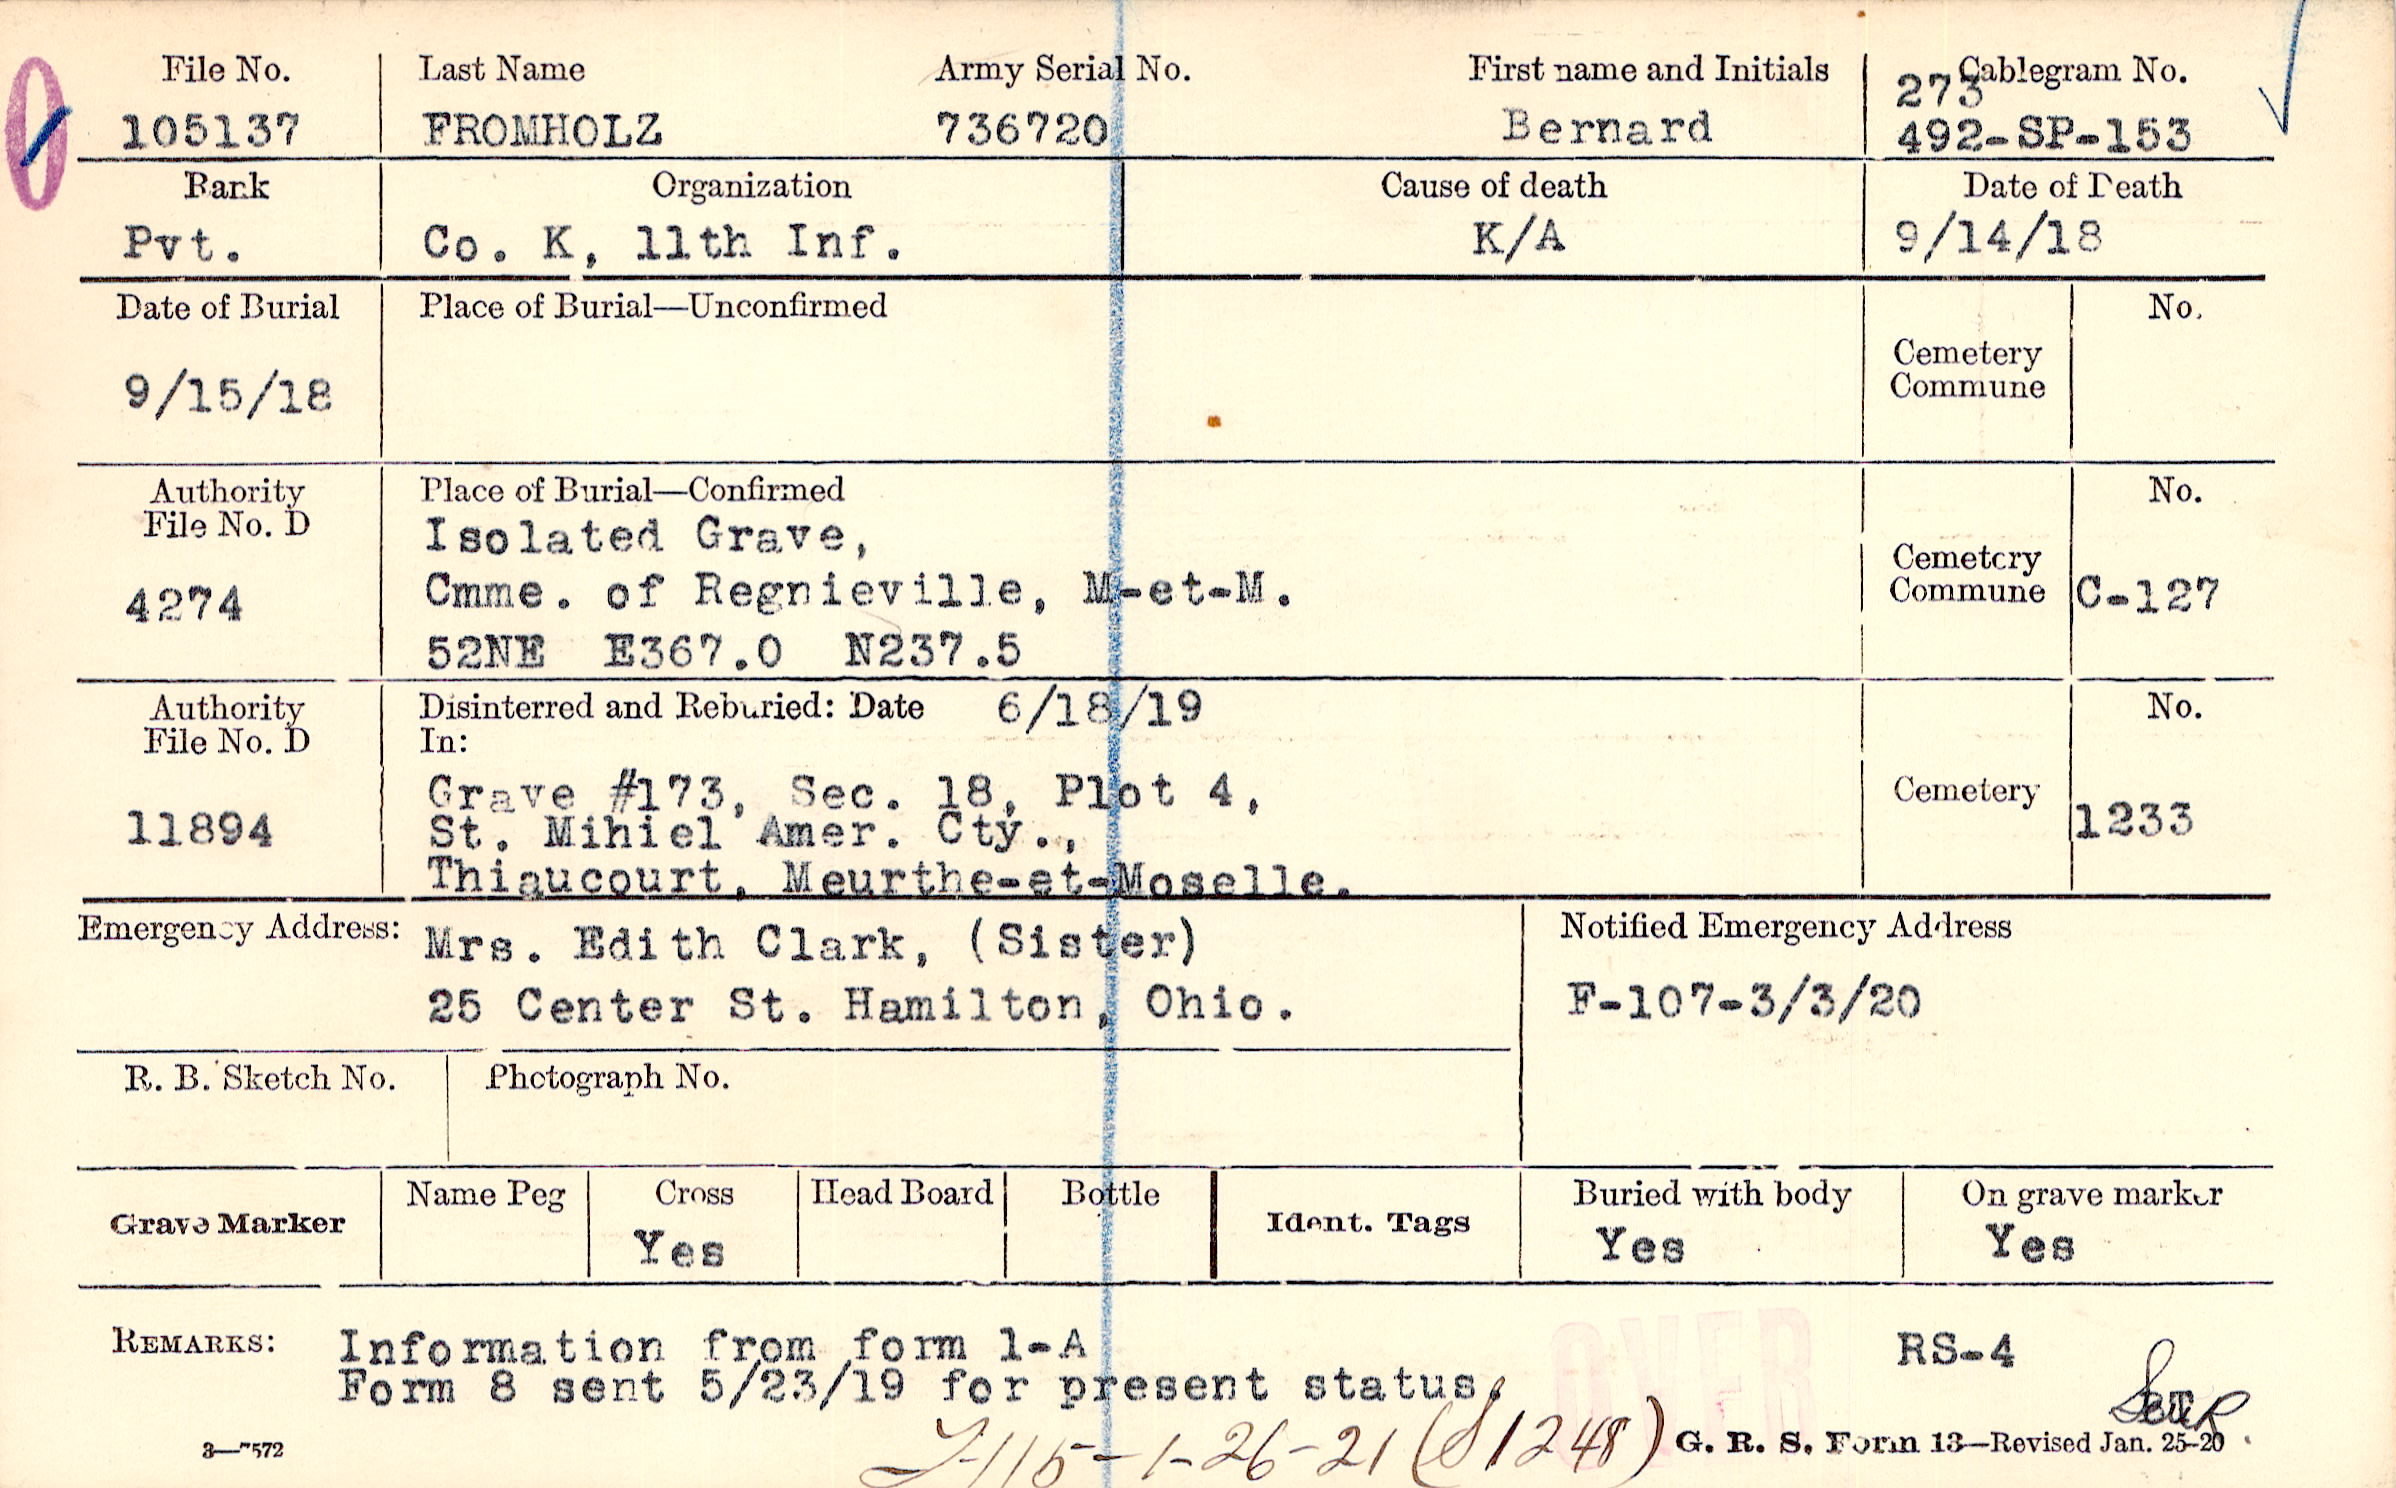 File No. Last Name Army Serial No. First name and Initials Cablegram No.
273
105137 FROMHOLZ 736720 Bernard 492-SP-153
Rank Organization Cause of death Date of Death
Pvt. Co. K, 11th Inf. K/A 9/14/18
Date of Burial Place of Burial—Unconfirmed No.
Cemetery
Commune
9/15/18
Authority Place of Burial—Confirmed No.
File No. D
Isolated Grave,
Cemetery
4274 Cmme. of Regnieville, M-et-M. Commune C-127
52NE E367.0 N237.5
Authority Disinterred and Reburied: Date 6/18/19 No.
File No. D In:
Grave #173, Sec. 18, Plot 4, Cemetery
11894 St. Mihiel Amer. Cty., 1233
Thiaucourt, Meurthe-et-Moselle.
Emergency Address: Mrs. Edith Clark, (Sister) Notified Emergency Address
25 Center St. Hamilton, Ohio. F-107-3/3/20
R. B. Sketch No. Photograph No.
Name Peg Cross Head Board Bottle Buried with body On grave marker
Grave Marker Ident. Tags
Yes Yes Yes
REMARKS: Information from form 1-A RS-4
Form 8 sent 5/23/19 for present status.
3—7572 115-1-26-21 (S1248) G. R. S. Form 13—Revised Jan. 25-20